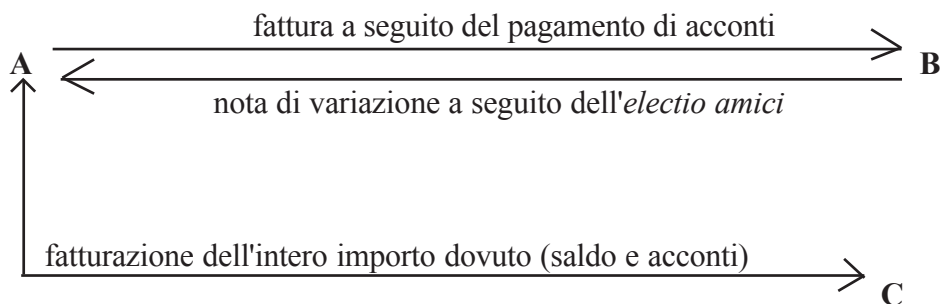 fattura a seguito del pagamento di acconti
A
B
nota di variazione a seguito dell'electio amici
fatturazione dell'intero importo dovuto (saldo e acconti)
C